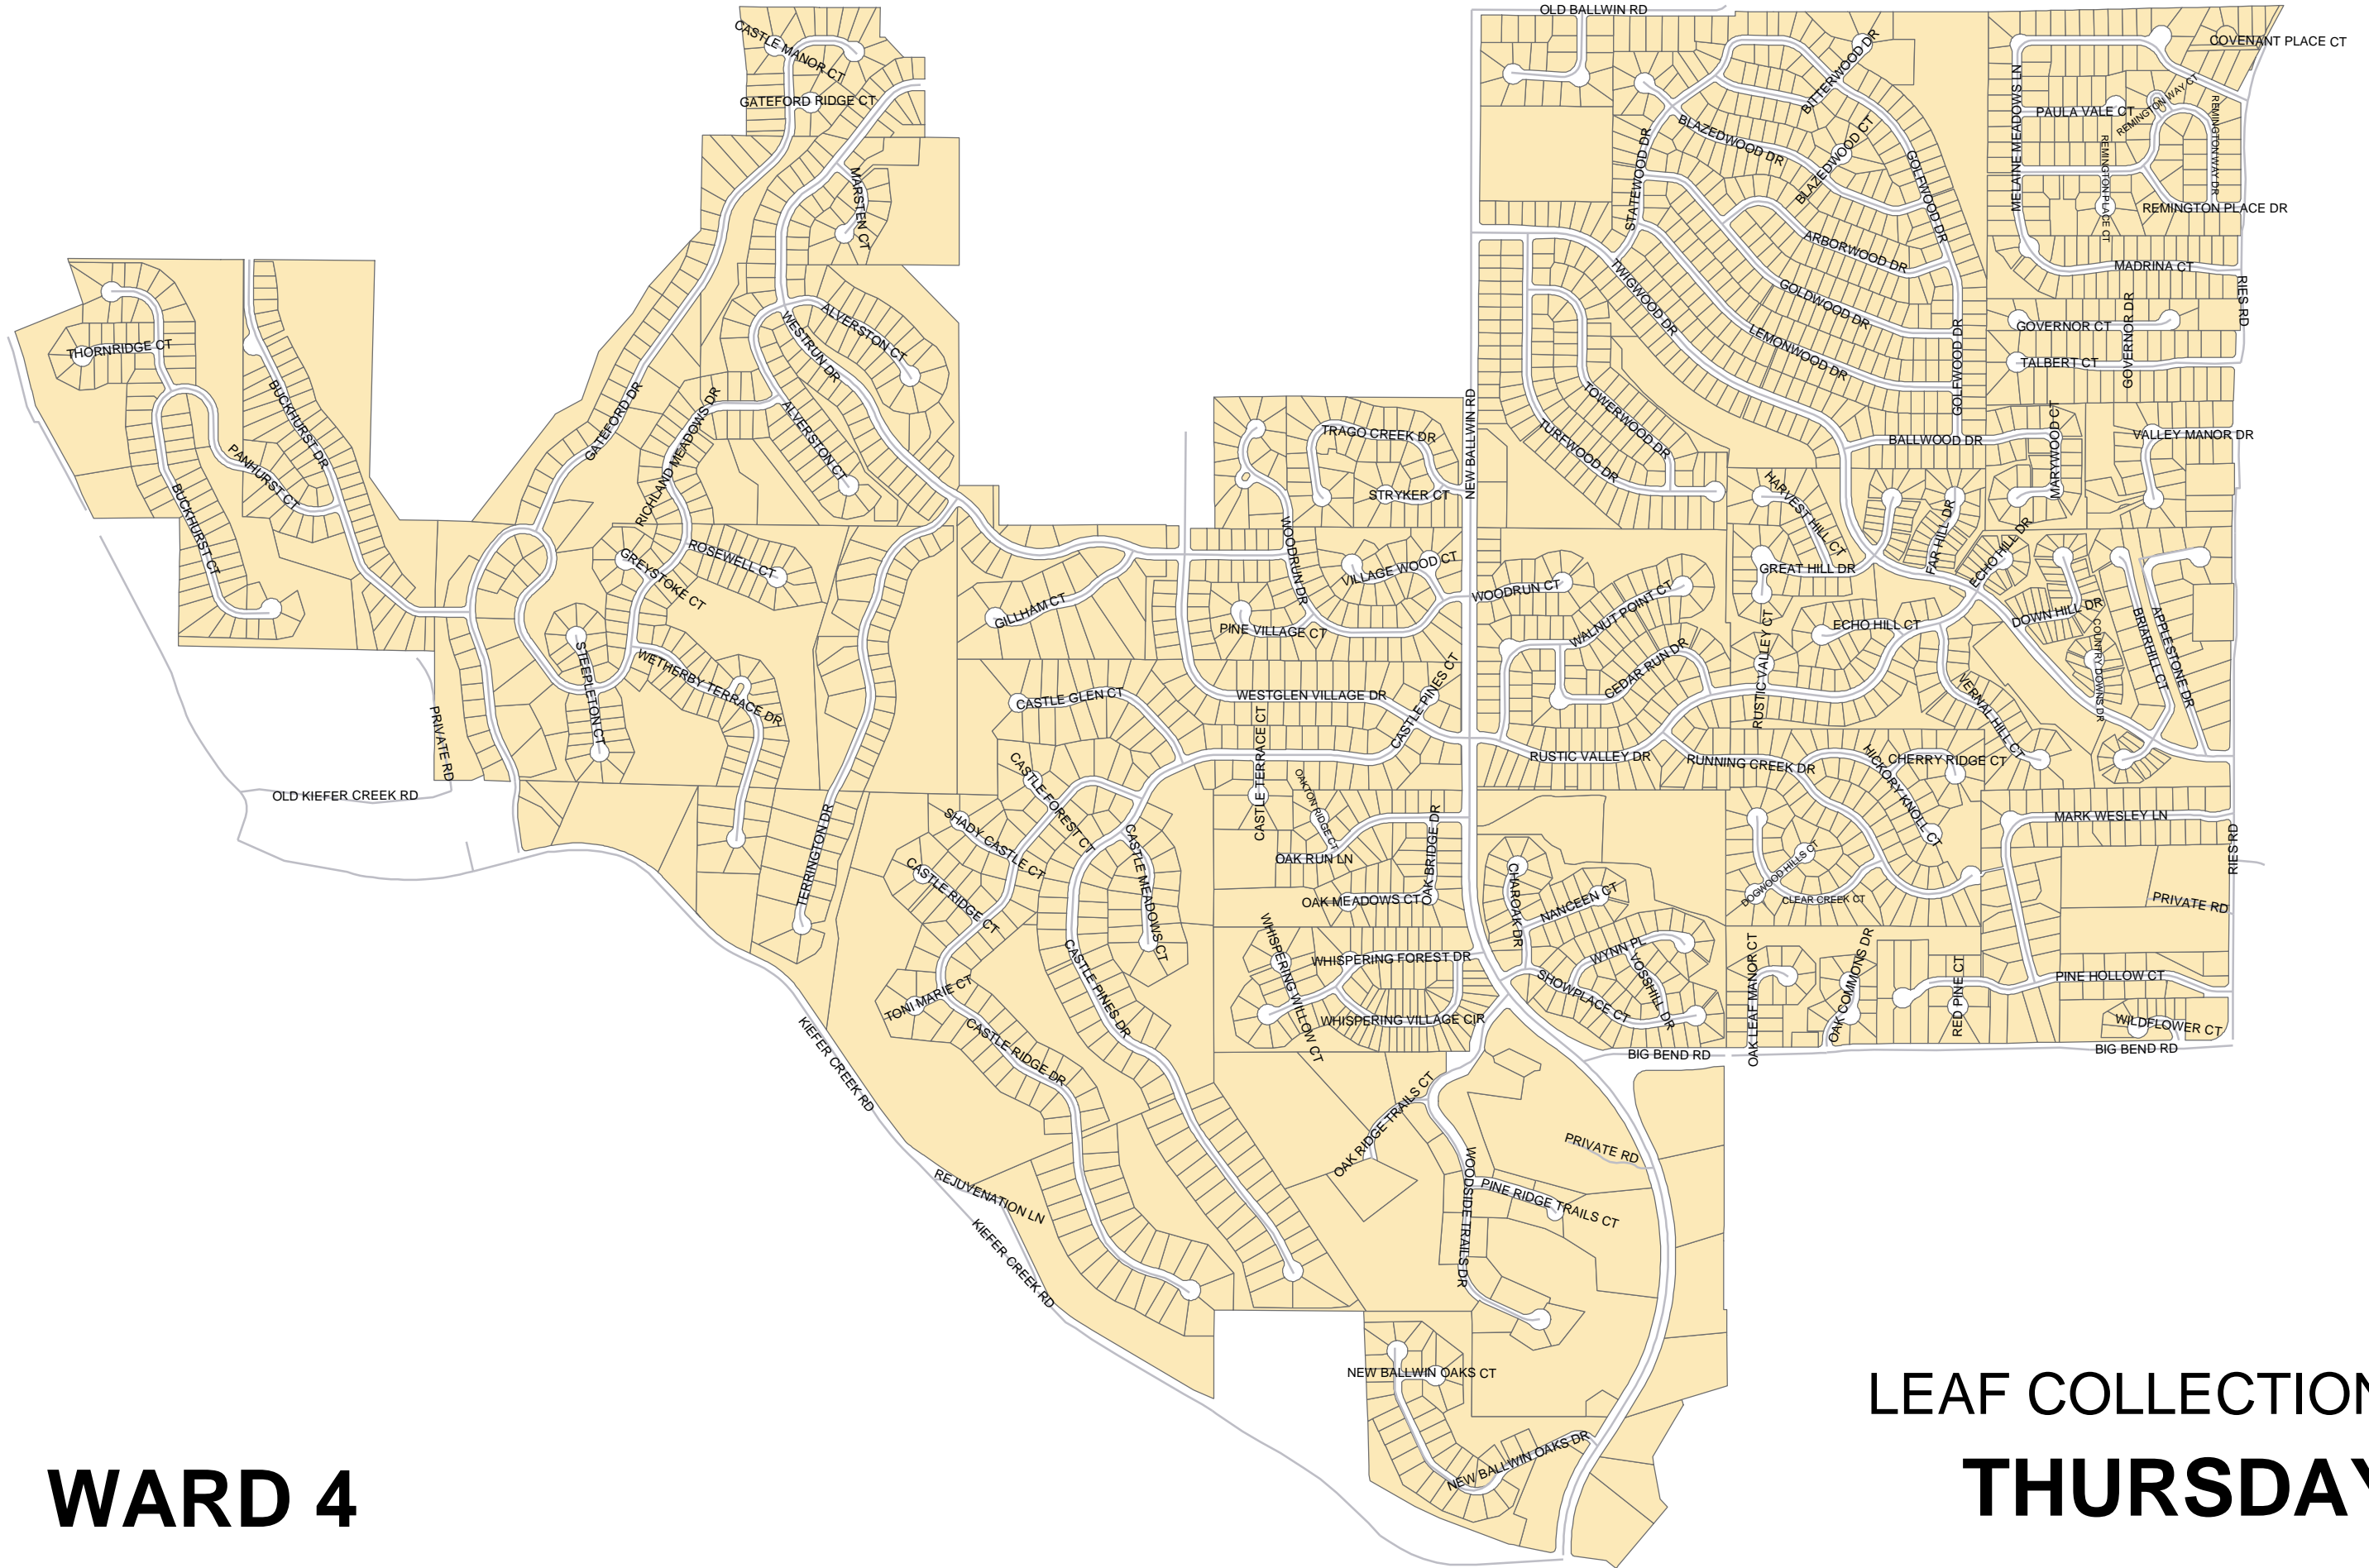 OLD BALLWIN RD
COVENANT PLACE CT
CASTLE MANOR CT
GATEFORD RIDGE CT
BITTERWOOD DR
MELAINE MEADOWS LN
PAULA VALE CT
REMINGTON WAY CT
REMINGTON WAY DR
BLAZEDWOOD DR
BLAZEDWOOD CT
STATEWOOD DR
GOLFWOOD DR
REMINGTON PLACE CT
REMINGTON PLACE DR
MARSTEN CT
ARBORWOOD DR
MADRINA CT
TWIGWOOD DR
GOLDWOOD DR
RIES RD
GOVERNOR CT
GOVERNOR DR
ALVERSTON CT
WESTRUN DR
LEMONWOOD DR
GOLFWOOD DR
TALBERT CT
THORNRIDGE CT
BUCKHURST DR
GATEFORD DR
RICHLAND MEADOWS DR
ALVERSTON CT
NEW BALLWIN RD
TOWERWOOD DR
TURFWOOD DR
TRAGO CREEK DR
BALLWOOD DR
MARYWOOD CT
VALLEY MANOR DR
PANHURST CT
BUCKHURST CT
STRYKER CT
HARVEST HILL CT
FAR HILL DR
ECHO HILL DR
ROSEWELL CT
GREYSTOKE CT
WOODRUN DR
VILLAGE WOOD CT
WOODRUN CT
GREAT HILL DR
GILLHAM CT
PINE VILLAGE CT
WALNUT POINT CT
ECHO HILL CT
DOWN HILL DR
COUNTRY DOWNS DR
BRIARHILL CT
APPLESTONE DR
STEEPLETON CT
WETHERBY TERRACE DR
CEDAR RUN DR
RUSTIC VALLEY CT
VERNAL HILL CT
CASTLE GLEN CT
WESTGLEN VILLAGE DR
CASTLE PINES CT
CASTLE TERRACE CT
PRIVATE RD
OLD KIEFER CREEK RD
RUSTIC VALLEY DR
RUNNING CREEK DR
HICKORY KNOLL CT
CHERRY RIDGE CT
CASTLE FOREST CT
OAKTON RIDGE CT
OAK BRIDGE DR
MARK WESLEY LN
RIES RD
SHADY CASTLE CT
CASTLE MEADOWS CT
OAK RUN LN
CASTLE RIDGE CT
TERRINGTON DR
OAK MEADOWS CT
CHAROAK DR
NANCEEN CT
DOGWOOD HILLS CT
CLEAR CREEK CT
PRIVATE RD
CASTLE PINES DR
WHISPERING WILLOW CT
WHISPERING FOREST DR
WYNN PL
VOSSHILL DR
SHOWPLACE CT
OAK LEAF MANOR CT
OAK COMMONS DR
RED PINE CT
PINE HOLLOW CT
TONI MARIE CT
CASTLE RIDGE DR
WHISPERING VILLAGE CIR
WILDFLOWER CT
KIEFER CREEK RD
BIG BEND RD
BIG BEND RD
OAK RIDGE TRAILS CT
PRIVATE RD
WOODSIDE TRAILS DR
PINE RIDGE TRAILS CT
REJUVENATION LN
KIEFER CREEK RD
NEW BALLWIN OAKS CT
NEW BALLWIN OAKS DR
LEAF COLLECTION
THURSDAY
WARD 4